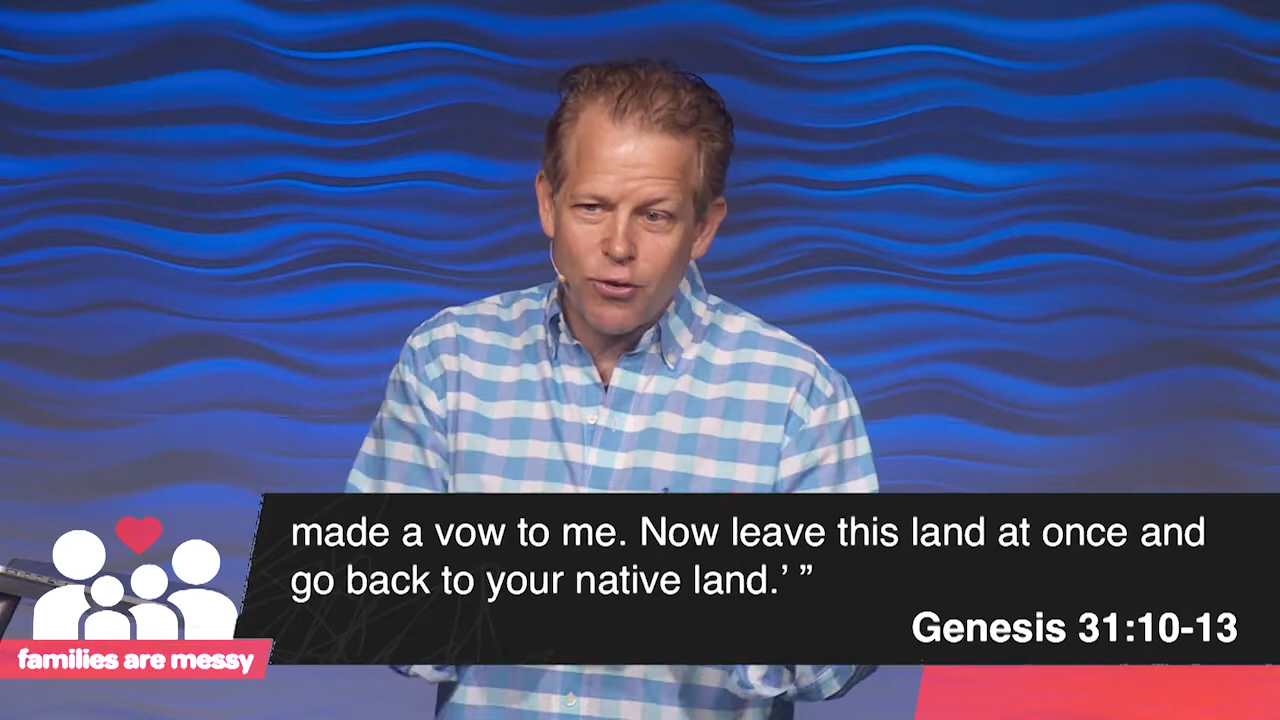 made a vow to me. Now leave this land at once and
go back to your native land.’ ”
Genesis 31:10-13
families are messy